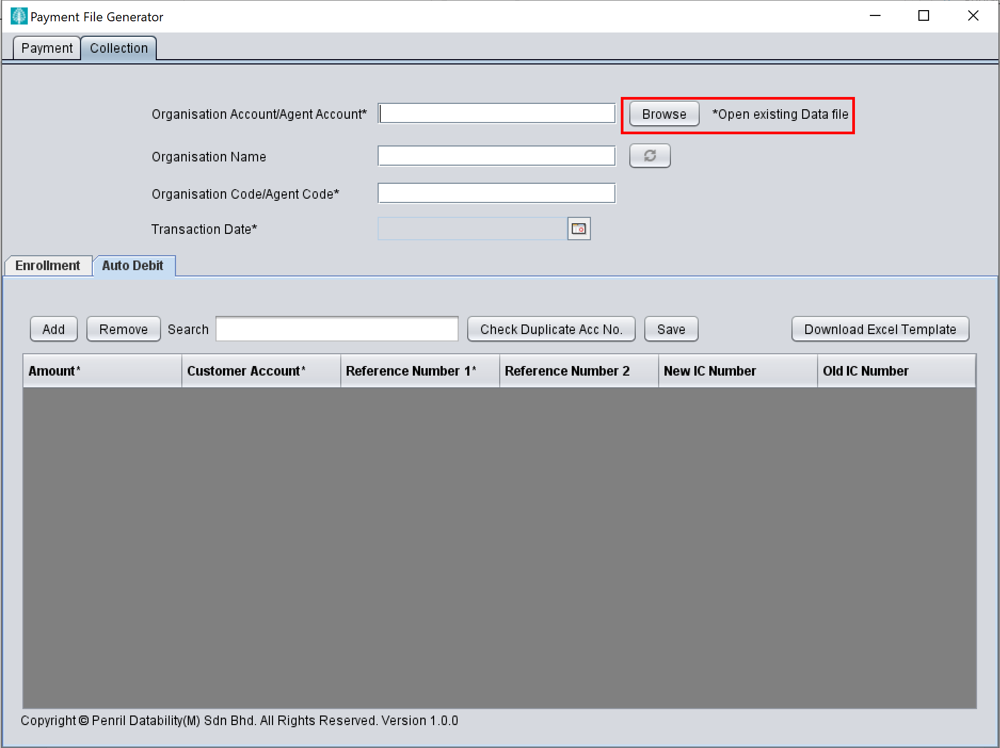 Payment File Generator
Payment Collection
Organisation Account/Agent Account* Browse *Open existing Data file
Organisation Name
Organisation Code/Agent Code*
Transaction Date*
Enrollment Auto Debit
Add Remove Search Check Duplicate Acc No. Save Download Excel Template
Amount* Customer Account* Reference Number 1* Reference Number 2 New IC Number Old IC Number
Copyright © Penril Datability(M) Sdn Bhd. All Rights Reserved. Version 1.0.0